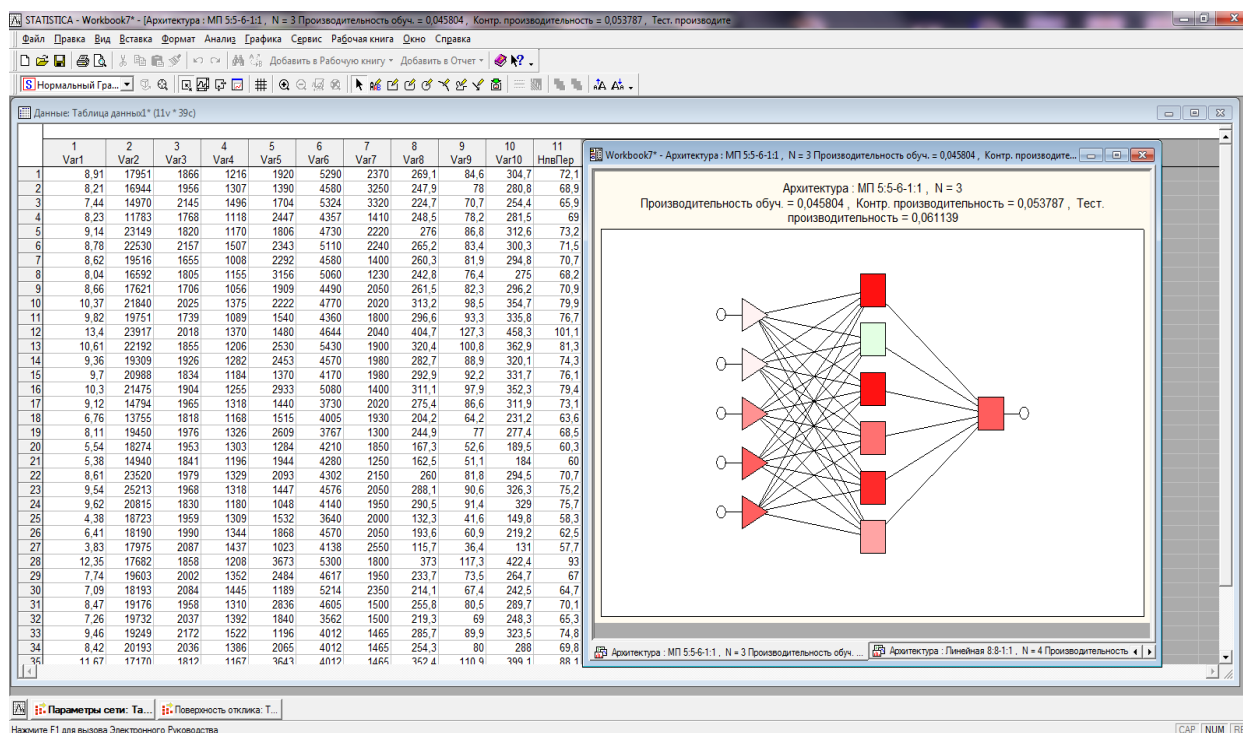 STATISTICA - Workbook7* - [Архитектура : МП 5:5-6-1:1 , N = 3 Производительность обуч. = 0,045804 , Контр. производительность = 0,053787 , Тест. производите
Файл Правка Вид Вставка Формат Анализ Графика Сервис Рабочая книга Окно Справка
Добавить в Рабочую книгу Добавить в Отчет
Нормальный Гра...
Данные: Таблица данных1* (11v * 39c)
1 2 3 4 5 6 7 8 9 10 11
Var1 Var2 Var3 Var4 Var5 Var6 Var7 Var8 Var9 Var10 НлвПер
1 8,91 17951 1866 1216 1920 5290 2370 269,1 84,6 304,7 72,1
2 8,21 16944 1956 1307 1390 4580 3250 247,9 78 280,8 68,9
3 7,44 14970 2145 1496 1704 5324 3320 224,7 70,7 254,4 65,9
4 8,23 11783 1768 1118 2447 4357 1410 248,5 78,2 281,5 69
5 9,14 23149 1820 1170 1806 4730 2220 276 86,8 312,6 73,2
6 8,78 22530 2157 1507 2343 5110 2240 265,2 83,4 300,3 71,5
7 8,62 19516 1655 1008 2292 4580 1400 260,3 81,9 294,8 70,7
8 8,04 16592 1805 1155 3156 5060 1230 242,8 76,4 275 68,2
9 8,66 17621 1706 1056 1909 4490 2050 261,5 82,3 296,2 70,9
10 10,37 21840 2025 1375 2222 4770 2020 313,2 98,5 354,7 79,9
11 9,82 19751 1739 1089 1540 4360 1800 296,6 93,3 335,8 76,7
12 13,4 23917 2018 1370 1480 4644 2040 404,7 127,3 458,3 101,1
13 10,61 22192 1855 1206 2530 5430 1900 320,4 100,8 362,9 81,3
14 9,36 19309 1926 1282 2453 4570 1980 282,7 88,9 320,1 74,3
15 9,7 20988 1834 1184 1370 4170 1980 292,9 92,2 331,7 76,1
16 10,3 21475 1904 1255 2933 5080 1400 311,1 97,9 352,3 79,4
17 9,12 14794 1965 1318 1440 3730 2020 275,4 86,6 311,9 73,1
18 6,76 13755 1818 1168 1515 4005 1930 204,2 64,2 231,2 63,6
19 8,11 19450 1976 1326 2609 3767 1300 244,9 77 277,4 68,5
20 5,54 18274 1953 1303 1284 4210 1850 167,3 52,6 189,5 60,3
21 5,38 14940 1841 1196 1944 4280 1250 162,5 51,1 184 60
22 8,61 23520 1979 1329 2093 4302 2150 260 81,8 294,5 70,7
23 9,54 25213 1968 1318 1447 4576 2050 288,1 90,6 326,3 75,2
24 9,62 20815 1830 1180 1048 4140 1950 290,5 91,4 329 75,7
25 4,38 18723 1959 1309 1532 3640 2000 132,3 41,6 149,8 58,3
26 6,41 18190 1990 1344 1868 4570 2050 193,6 60,9 219,2 62,5
27 3,83 17975 2087 1437 1023 4138 2550 115,7 36,4 131 57,7
28 12,35 17682 1858 1208 3673 5300 1800 373 117,3 422,4 93
29 7,74 19603 2002 1352 2484 4617 1950 233,7 73,5 264,7 67
30 7,09 18193 2084 1445 1189 5214 2350 214,1 67,4 242,5 64,7
31 8,47 19176 1958 1310 2836 4605 1500 255,8 80,5 289,7 70,1
32 7,26 19732 2037 1392 1840 3562 1500 219,3 69 248,3 65,3
33 9,46 19249 2172 1522 1196 4012 1465 285,7 89,9 323,5 74,8
34 8,42 20193 2036 1386 2065 4012 1465 254,3 80 288 69,8
35 11,67 17170 1812 1167 3643 4012 1465 352,4 110,9 399,1 88,1
Workbook7* - Архитектура : МП 5:5-6-1:1 , N = 3 Производительность обуч. = 0,045804 , Контр. производите...
Архитектура : МП 5:5-6-1:1 , N = 3
Производительность обуч. = 0,045804 , Контр. производительность = 0,053787 , Тест.
производительность = 0,061139
Архитектура : МП 5:5-6-1:1 , N = 3 Производительность обуч. ...
Архитектура : Линейная 8:8-1:1 , N = 4 Производительность
Параметры сети: Та...
Поверхность отклика: Т...
Нажмите F1 для вызова Электронного Руководства
CAP NUM RE